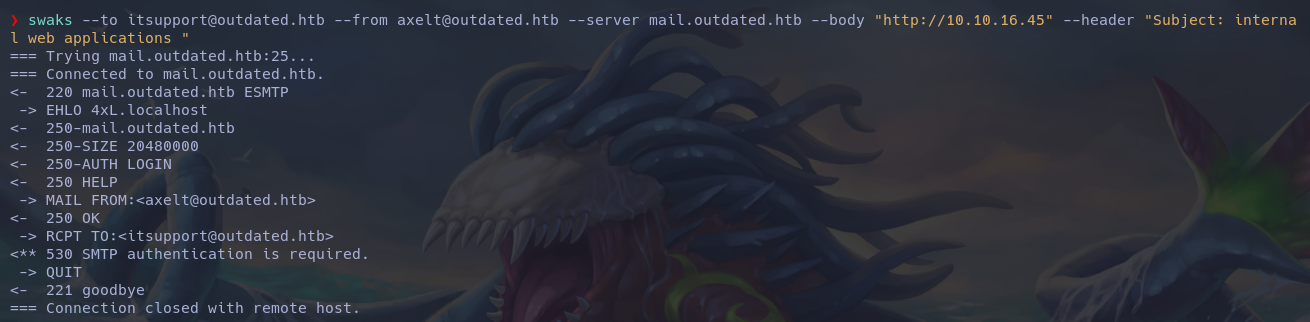 ❯ swaks --to itsupport@outdated.htb --from axelt@outdated.htb --server mail.outdated.htb --body "http://10.10.16.45" --header "Subject: interna
l web applications "
=== Trying mail.outdated.htb:25...
=== Connected to mail.outdated.htb.
<-  220 mail.outdated.htb ESMTP
 -> EHLO 4xL.localhost
<-  250-mail.outdated.htb
<-  250-SIZE 20480000
<-  250-AUTH LOGIN
<-  250 HELP
 -> MAIL FROM:<axelt@outdated.htb>
<-  250 OK
 -> RCPT TO:<itsupport@outdated.htb>
<** 530 SMTP authentication is required.
 -> QUIT
<-  221 goodbye
=== Connection closed with remote host.